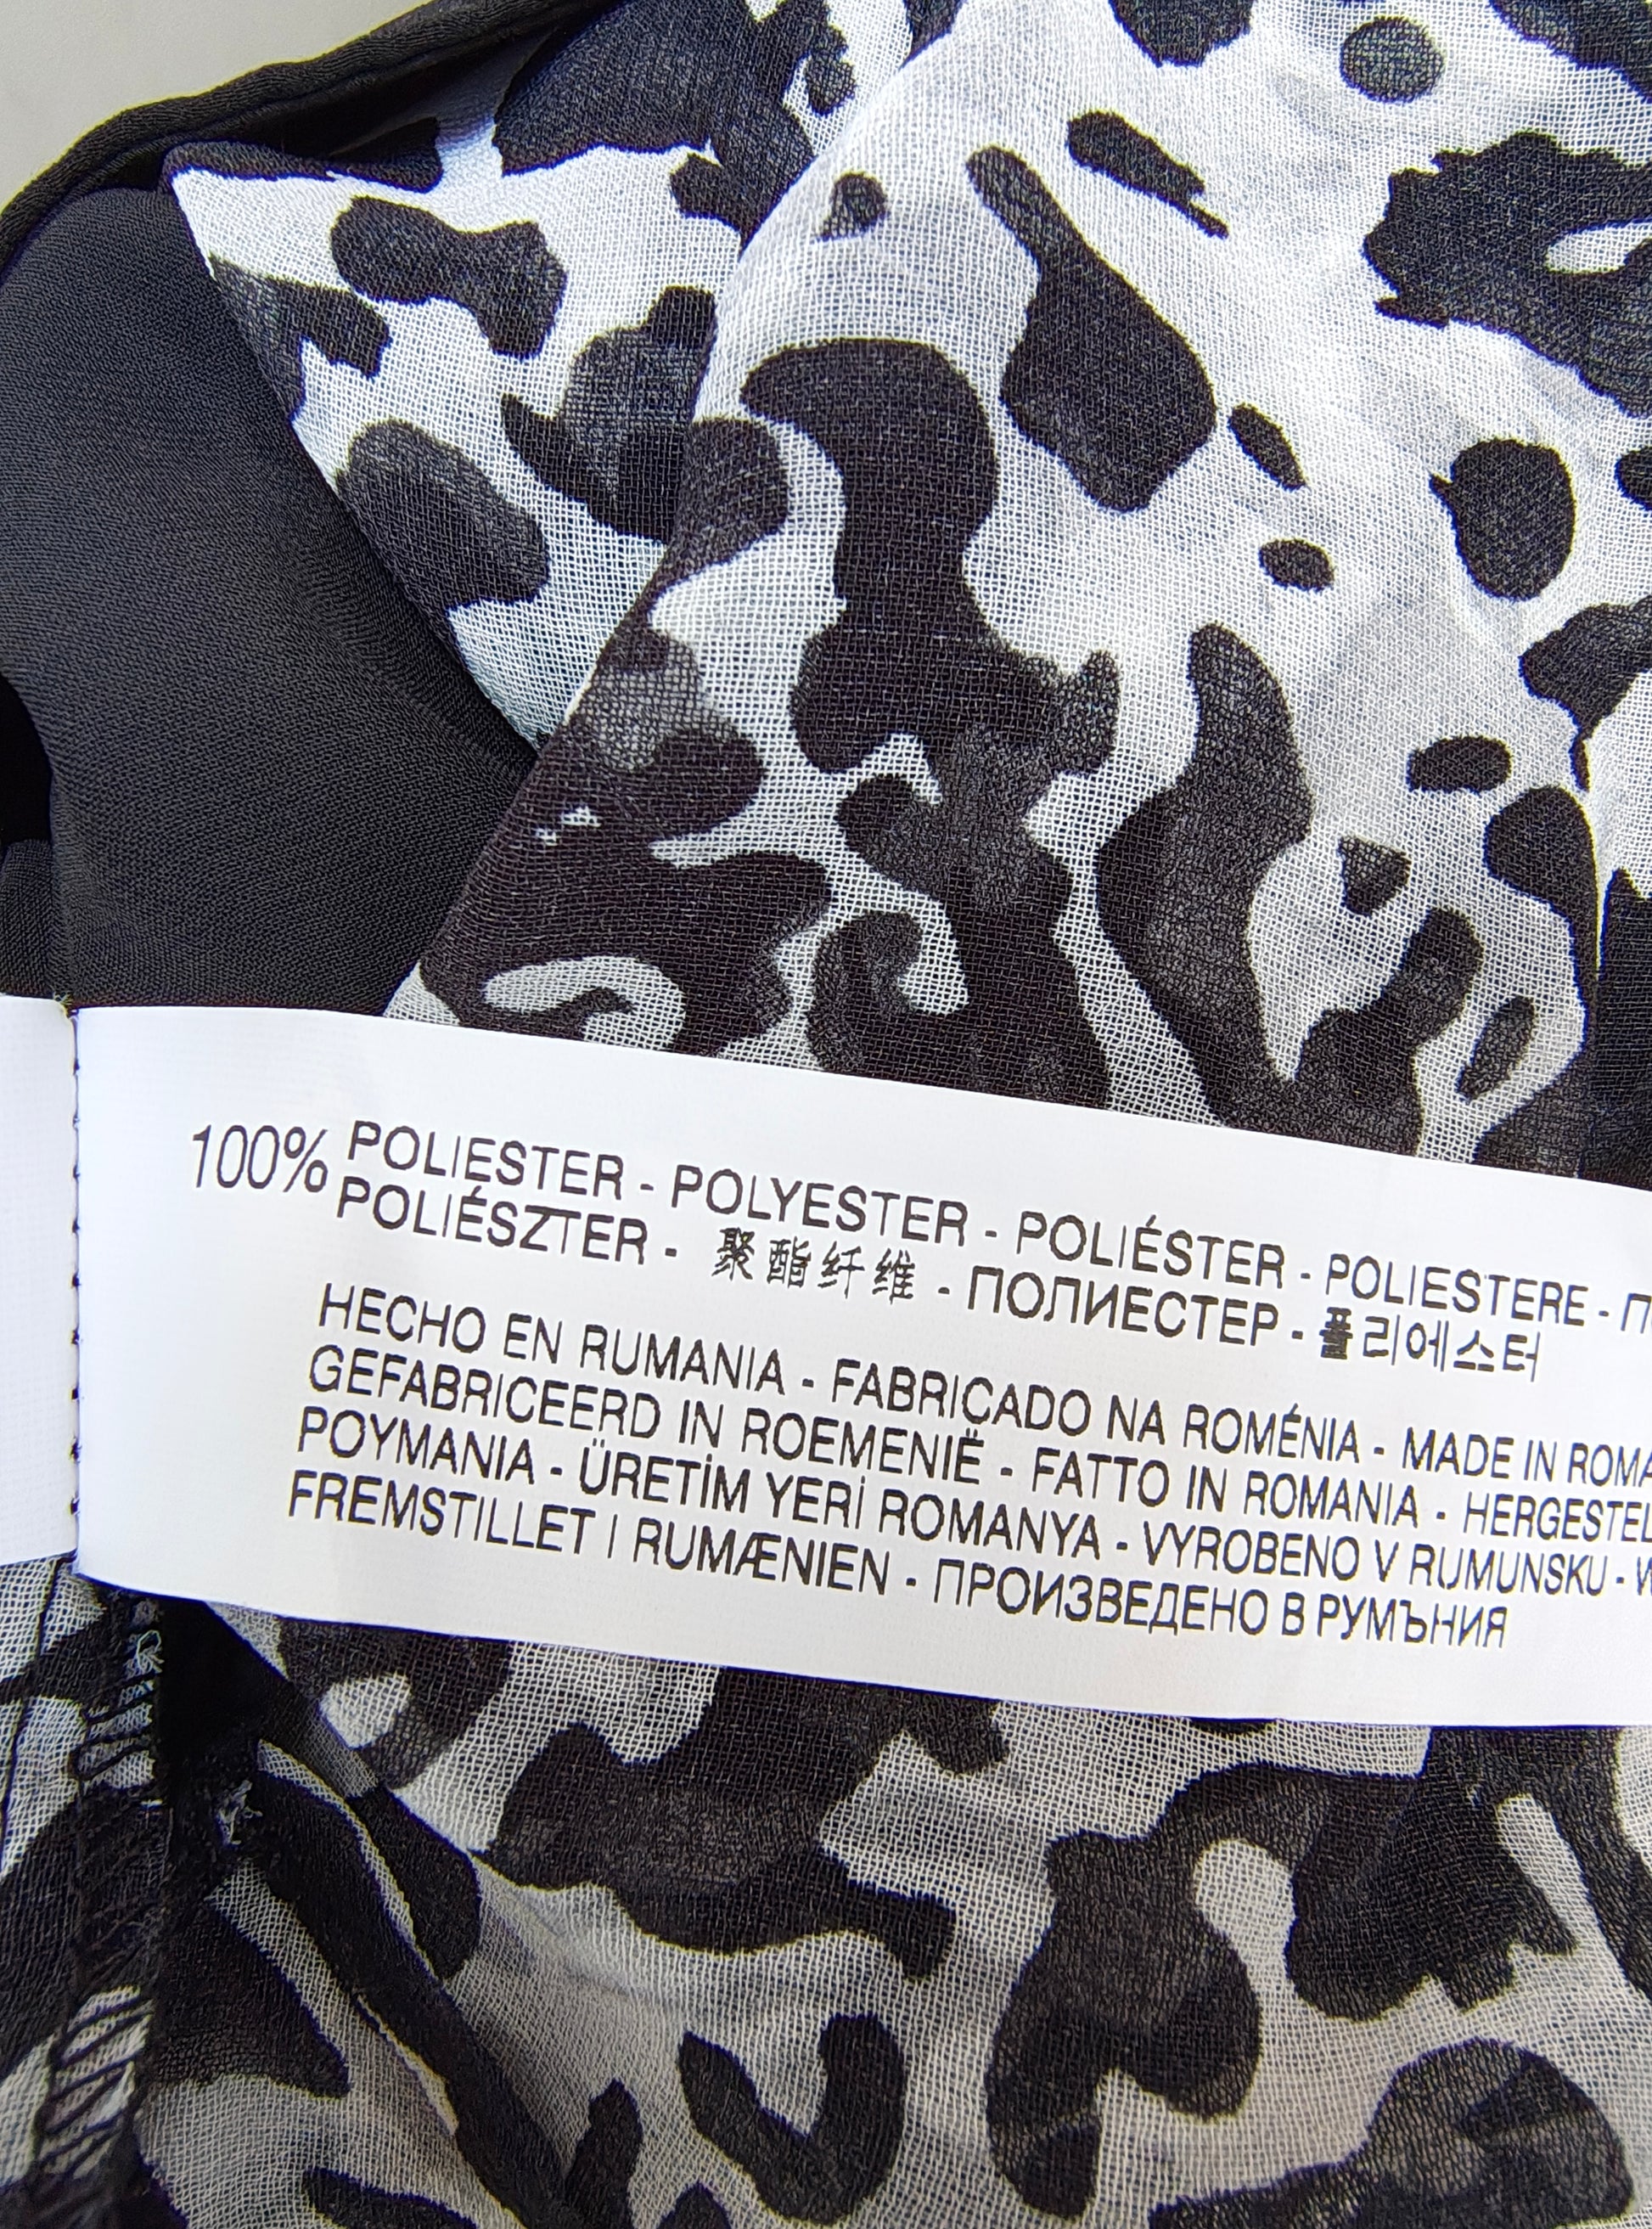 100% POLIESTER - POLYESTER - POLIÉSTER - POLIESTERE -
POLIÉSZTER - 聚酯纤维 - ПОЛИЕСТЕР - 폴리에스터
HECHO EN RUMANIA - FABRICADO NA ROMÉNIA - MADE IN
GEFABRICEERD IN ROEMENIË - FATTO IN ROMANIA -
POYMANIA - ÜRETİM YERİ ROMANYA - VYROBENO V RUMUNSKU -
FREMSTILLET I RUMÆNIEN - ПРОИЗВЕДЕНО В РУМЪНИЯ